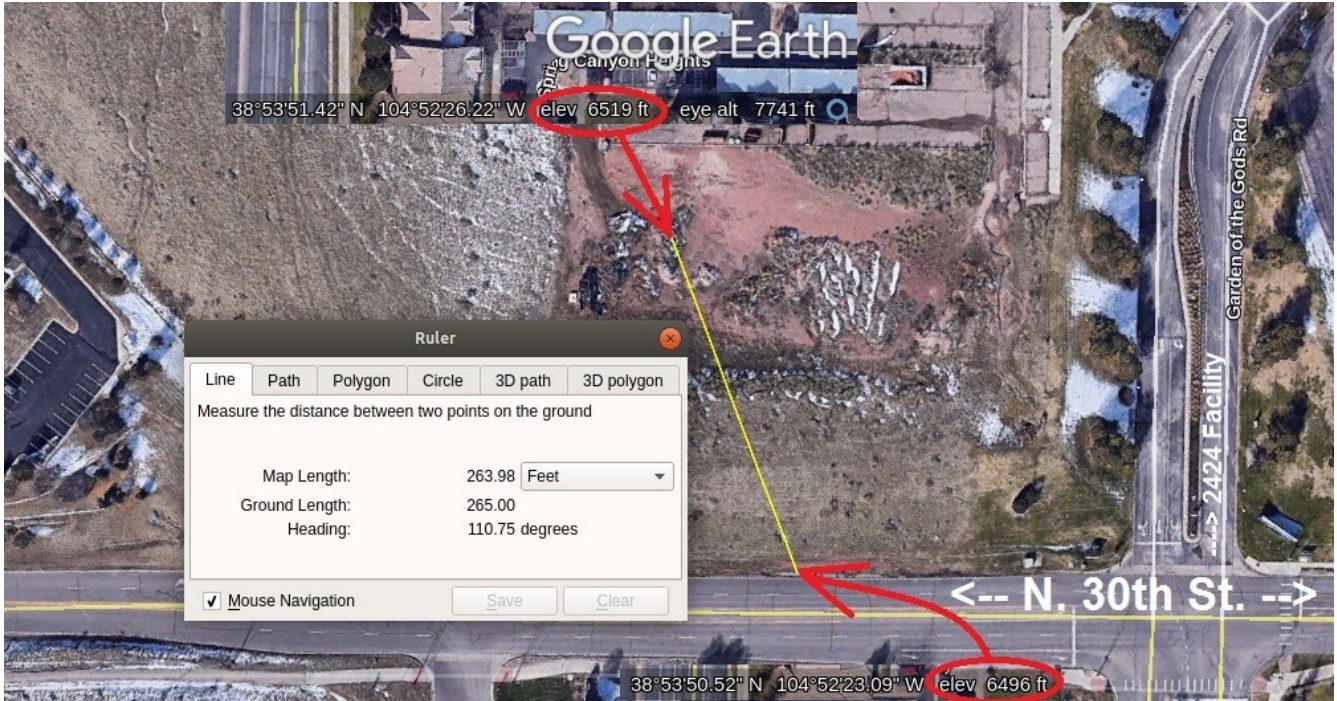 Google Earth
Spring Canyon Heights
38°53'51.42" N 104°52'26.22" W elev 6519 ft eye alt 7741 ft
Garden of the Gods Rd
----> 2424 Facility
Ruler
Line Path Polygon Circle 3D path 3D polygon
Measure the distance between two points on the ground
Map Length: 263.98 Feet
Ground Length: 265.00
Heading: 110.75 degrees
Mouse Navigation Save Clear
<-- N. 30th St. -->
38°53'50.52" N 104°52'23.09" W elev 6496 ft